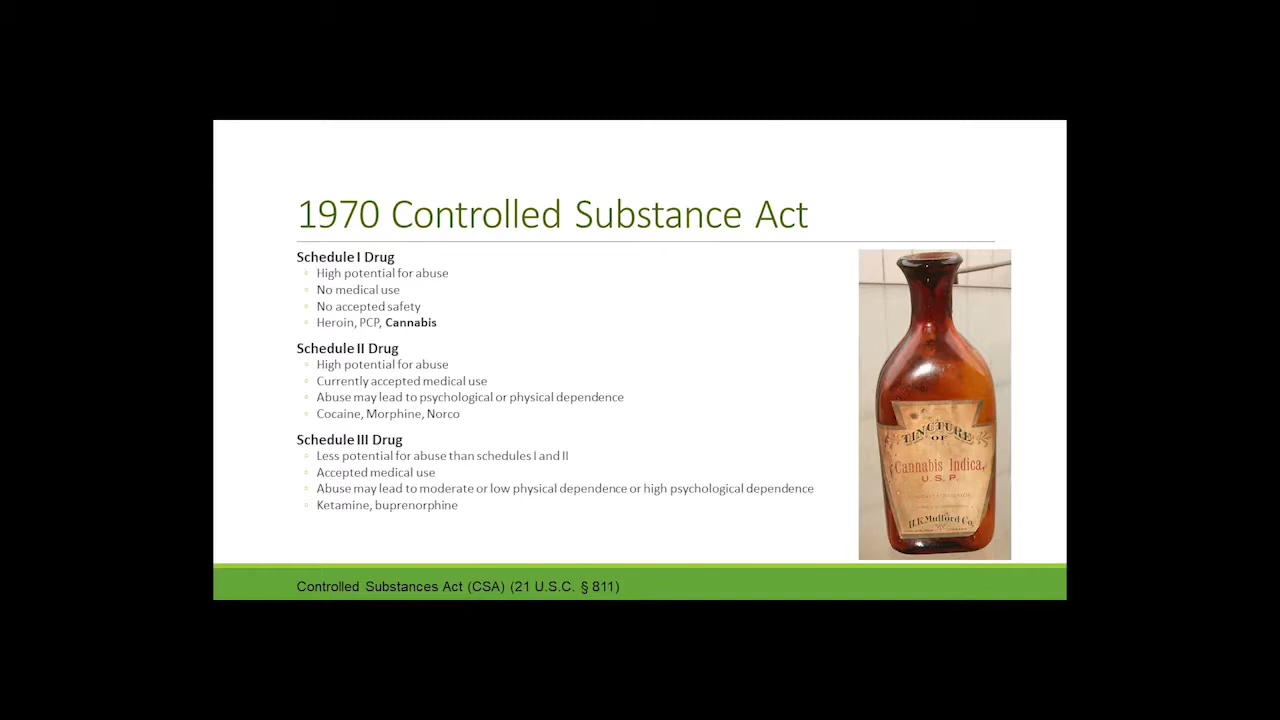 1970 Controlled Substance Act
Schedule I Drug
◦ High potential for abuse
◦ No medical use
◦ No accepted safety
◦ Heroin, PCP, Cannabis
Schedule II Drug
◦ High potential for abuse
◦ Currently accepted medical use
◦ Abuse may lead to psychological or physical dependence
◦ Cocaine, Morphine, Norco
Schedule III Drug
◦ Less potential for abuse than schedules I and II
◦ Accepted medical use
◦ Abuse may lead to moderate or low physical dependence or high psychological dependence
◦ Ketamine, buprenorphine
TINCTURE
OF
Cannabis Indica,
U. S. P.
H.K. Mulford Co.
Controlled Substances Act (CSA) (21 U.S.C. § 811)